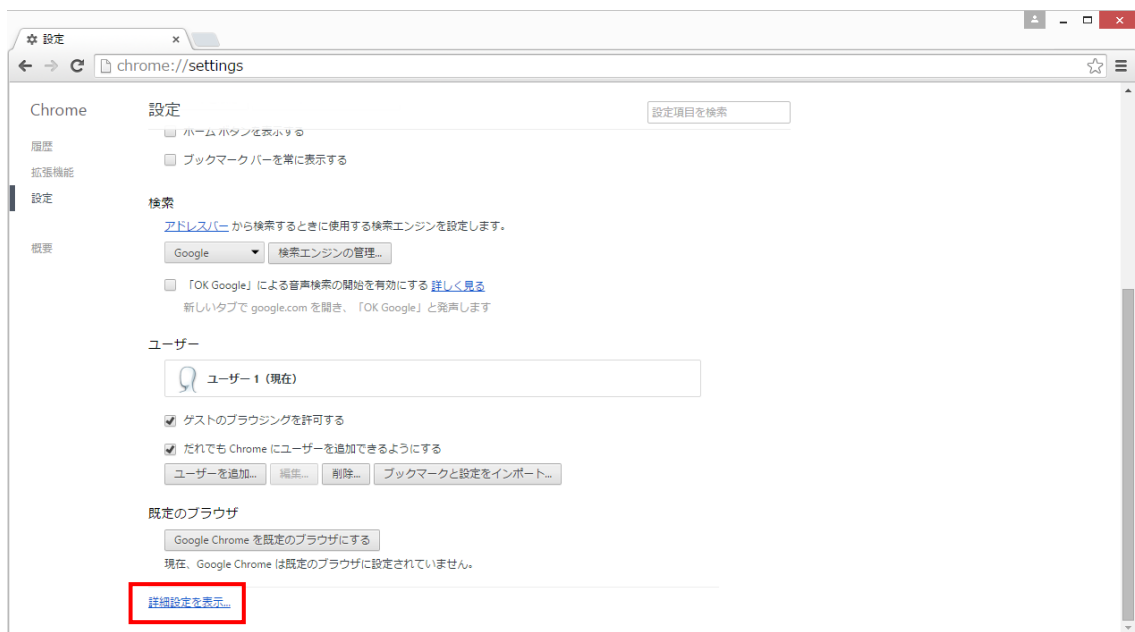 設定
chrome://settings
Chrome
設定
設定項目を検索
履歴
拡張機能
設定
概要
ホーム ボタンを表示する
ブックマーク バーを常に表示する
検索
アドレスバー から検索するときに使用する検索エンジンを設定します。
Google
検索エンジンの管理...
「OK Google」による音声検索の開始を有効にする 詳しく見る
新しいタブで google.com を開き、「OK Google」と発声します
ユーザー
ユーザー 1（現在）
ゲストのブラウジングを許可する
だれでも Chrome にユーザーを追加できるようにする
ユーザーを追加...
編集...
削除...
ブックマークと設定をインポート...
既定のブラウザ
Google Chrome を既定のブラウザにする
現在、Google Chrome は既定のブラウザに設定されていません。
詳細設定を表示...